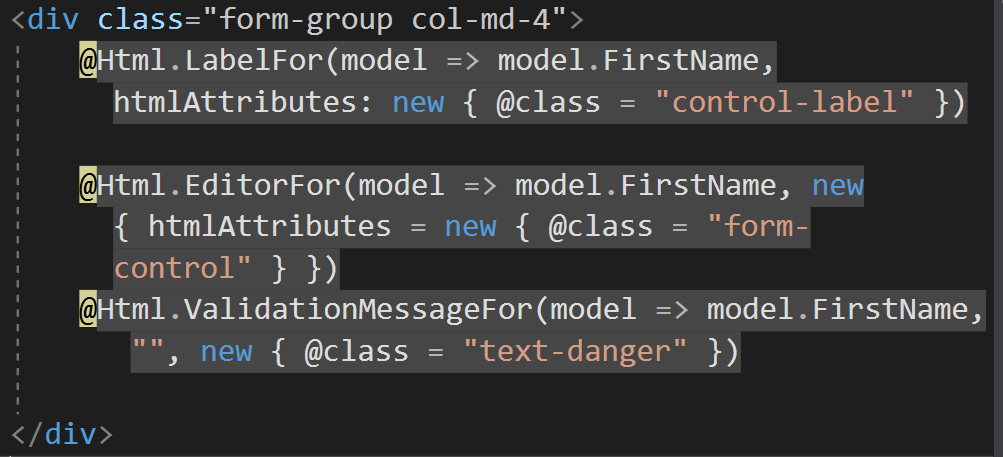 <div class="form-group col-md-4">
@Html.LabelFor(model => model.FirstName,
htmlAttributes: new { @class = "control-label" })
@Html.EditorFor(model => model.FirstName, new
{ htmlAttributes = new { @class = "form-
control" } })
@Html.ValidationMessageFor(model => model.FirstName,
"", new { @class = "text-danger" })
</div>